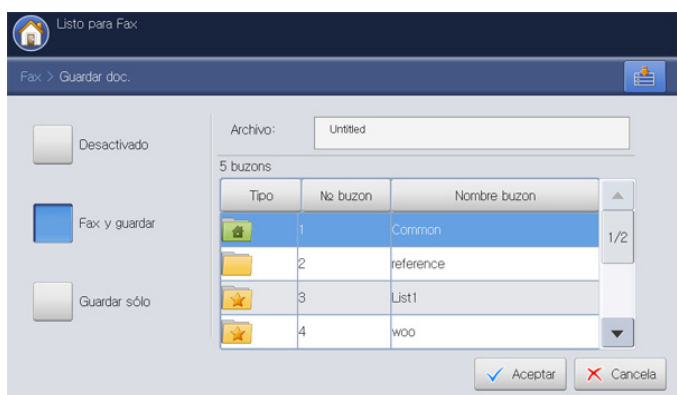 Listo para Fax
Fax > Guardar doc.
Desactivado
Fax y guardar
Guardar sólo
Archivo: Untitled
5 buzons
Tipo № buzon Nombre buzon
1 Common
2 reference
3 List1
4 woo
1/2
Aceptar Cancela